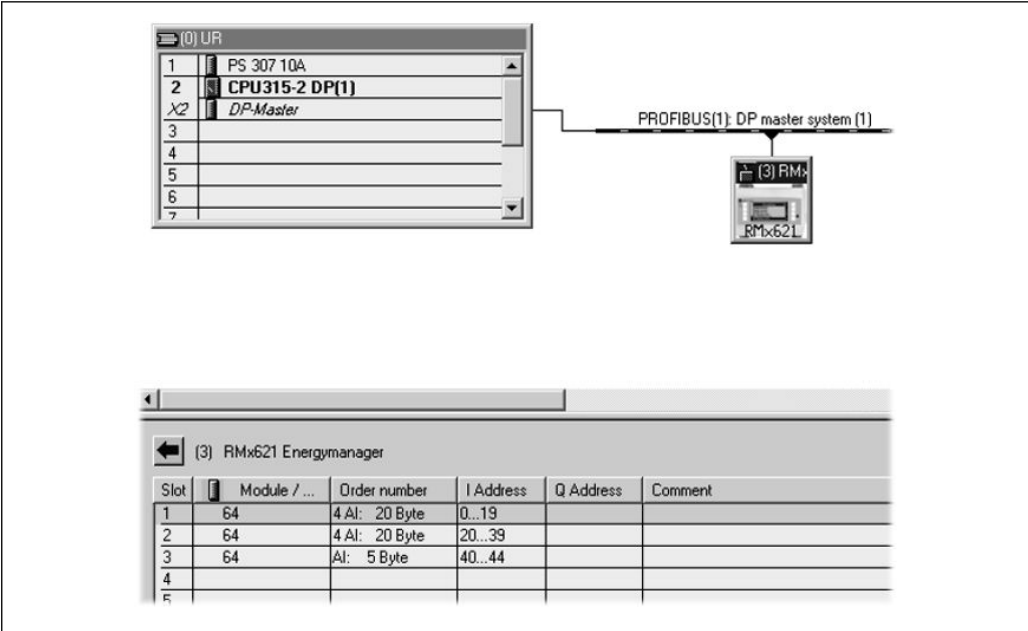 (0) UR
1 PS 307 10A
2 CPU315-2 DP(1)
X2 DP-Master
3
4
5
6
7
PROFIBUS(1): DP master system (1)
(3) RMx
RMx621
(3) RMx621 Energymanager
Slot Module / ... Order number I Address Q Address Comment
1 64 4 AI: 20 Byte 0...19
2 64 4 AI: 20 Byte 20...39
3 64 AI: 5 Byte 40...44
4
5